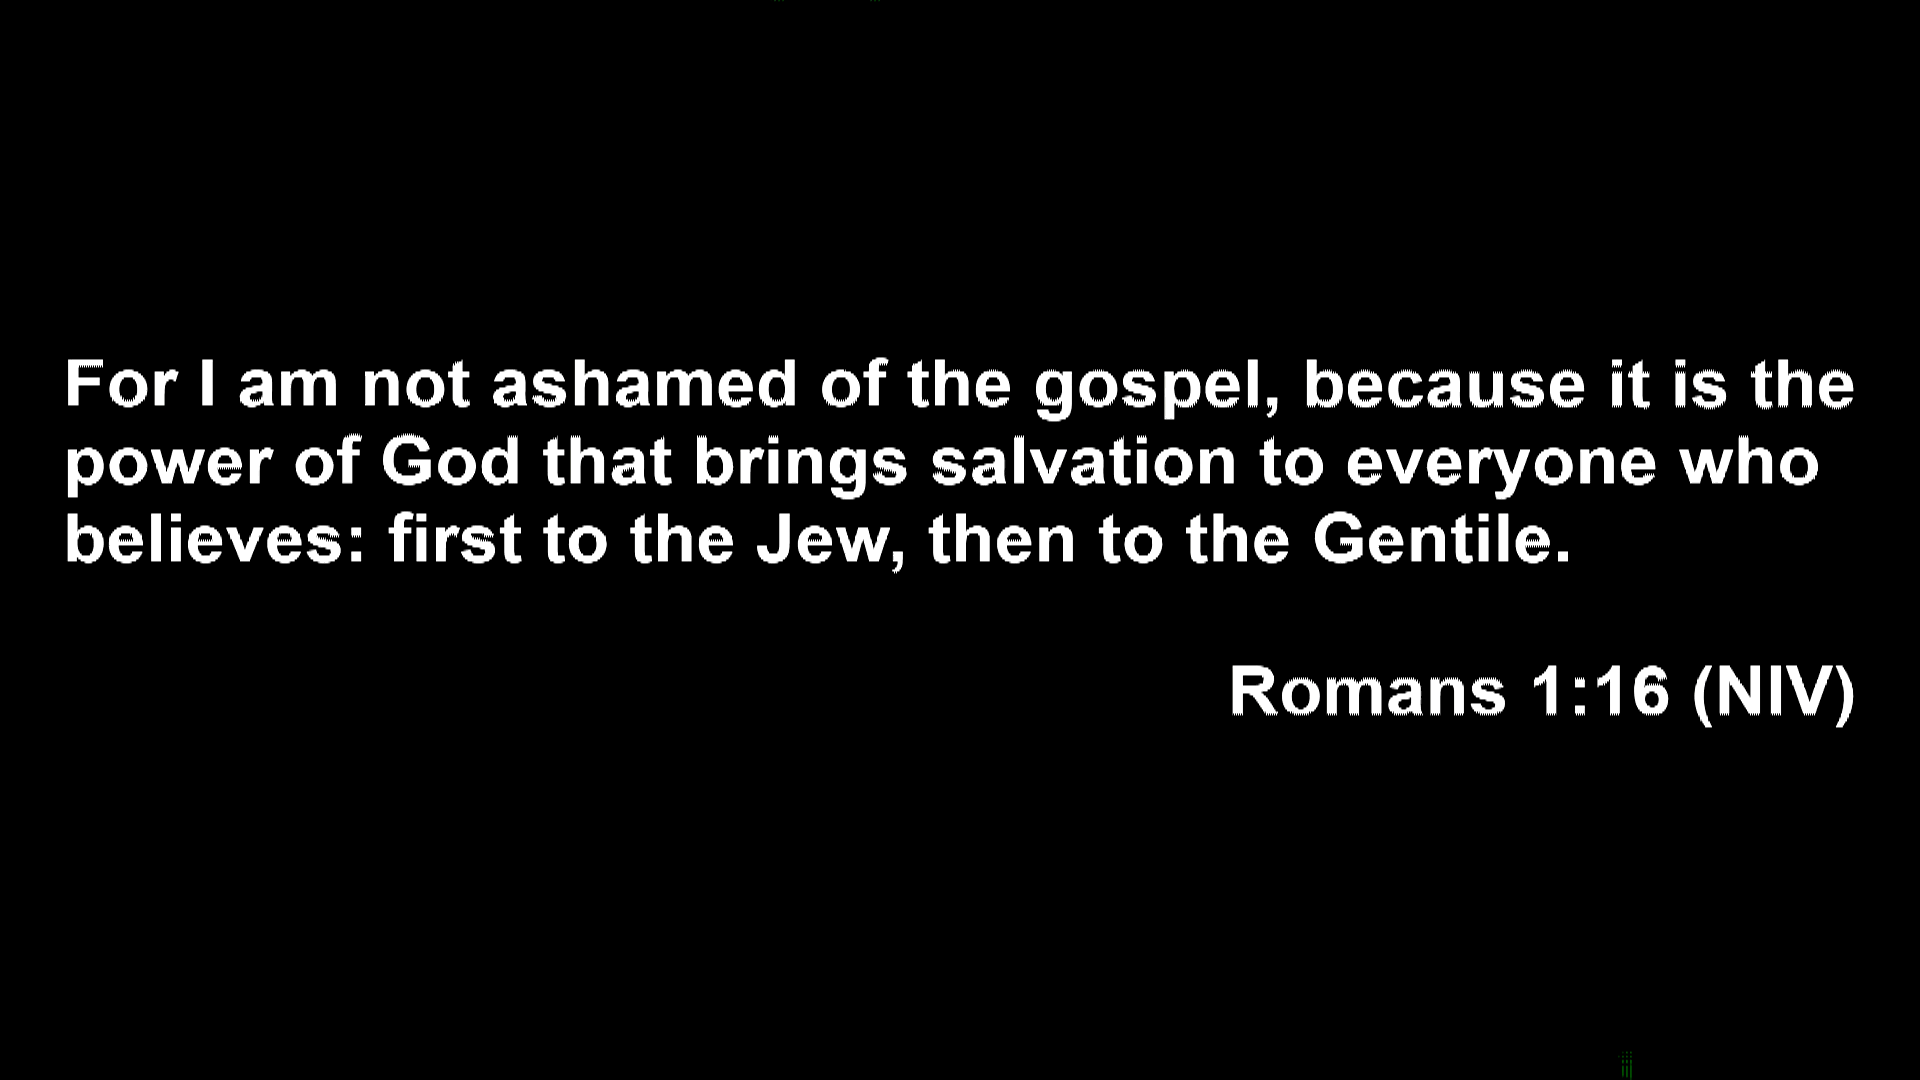 For I am not ashamed of the gospel, because it is the
power of God that brings salvation to everyone who
believes: first to the Jew, then to the Gentile.
Romans 1:16 (NIV)